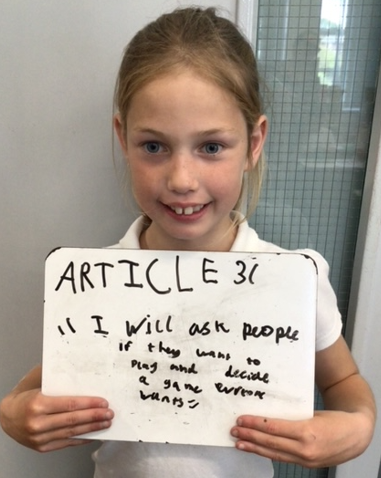 ARTICLE 31
" I will ask people
if they want to
play and decide
a game everone
wants"